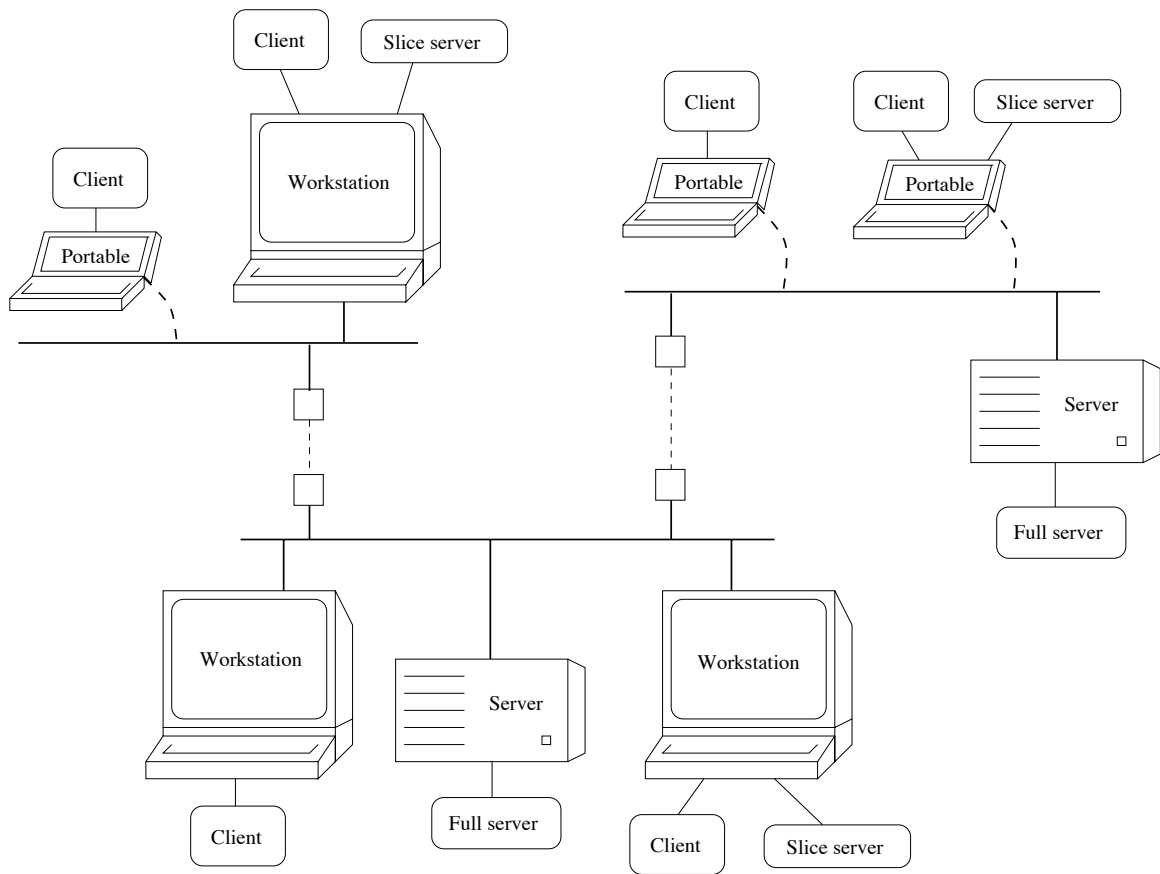 Client
Slice server
Client
Client
Slice server
Client
Workstation
Portable
Portable
Portable
Server
Full server
Workstation
Server
Workstation
Client
Full server
Client
Slice server